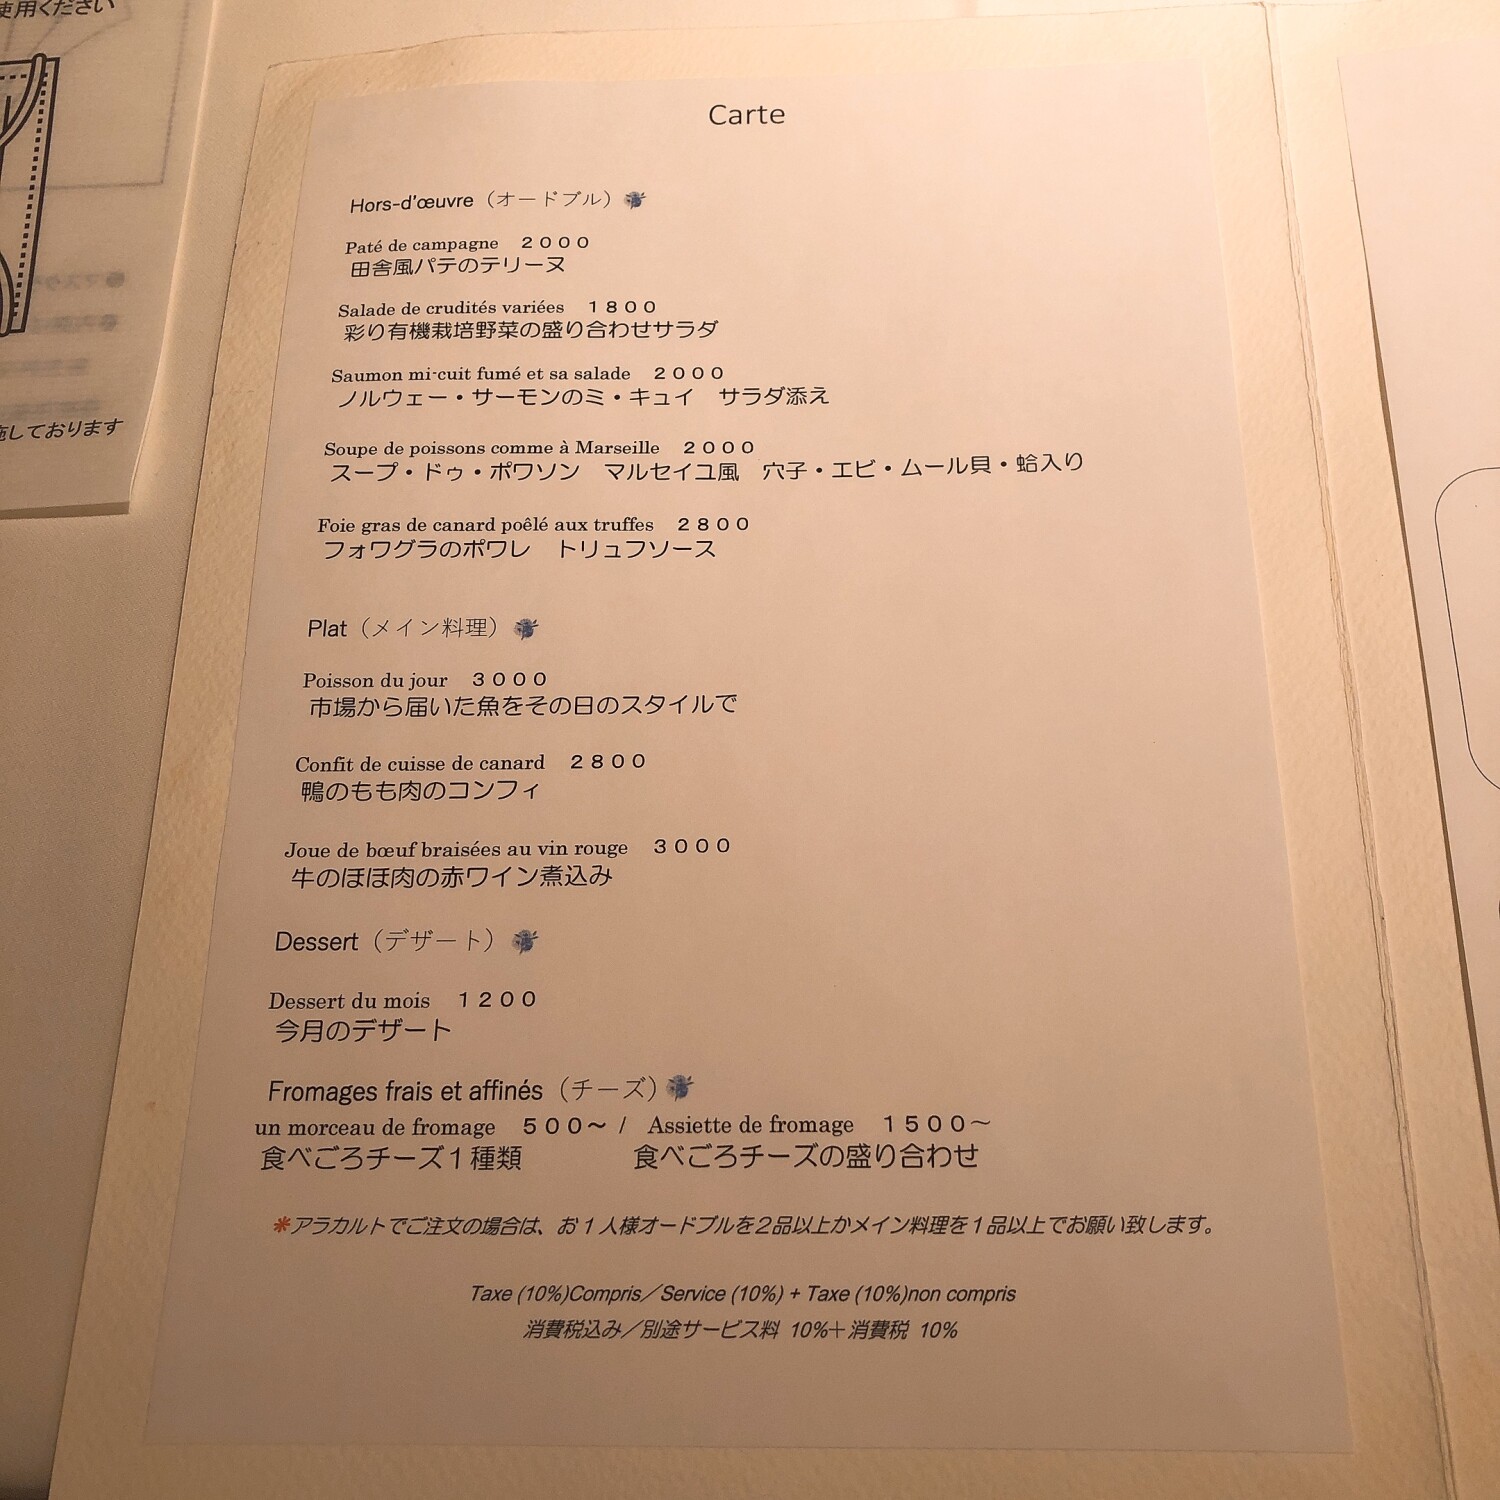 使用ください
施しております
Carte
Hors-d'œuvre（オードブル）
Paté de campagne　２０００
田舎風パテのテリーヌ
Salade de crudités variées　１８００
彩り有機栽培野菜の盛り合わせサラダ
Saumon mi-cuit fumé et sa salade　２０００
ノルウェー・サーモンのミ・キュイ　サラダ添え
Soupe de poissons comme à Marseille　２０００
スープ・ドゥ・ポワソン　マルセイユ風　穴子・エビ・ムール貝・蛤入り
Foie gras de canard poêlé aux truffes　２８００
フォワグラのポワレ　トリュフソース
Plat（メイン料理）
Poisson du jour　３０００
市場から届いた魚をその日のスタイルで
Confit de cuisse de canard　２８００
鴨のもも肉のコンフィ
Joue de bœuf braisées au vin rouge　３０００
牛のほほ肉の赤ワイン煮込み
Dessert（デザート）
Dessert du mois　１２００
今月のデザート
Fromages frais et affinés（チーズ）
un morceau de fromage　５００～ /　Assiette de fromage　１５００～
食べごろチーズ１種類　　　　食べごろチーズの盛り合わせ
＊アラカルトでご注文の場合は、お１人様オードブルを２品以上かメイン料理を１品以上でお願い致します。
Taxe (10%)Compris／Service (10%) + Taxe (10%)non compris
消費税込み／別途サービス料 10%＋消費税 10%